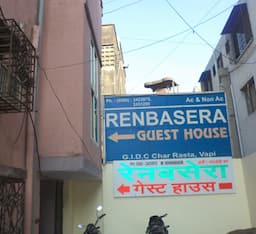 Ac & Non Ac
RENBASERA
GUEST HOUSE
G.I.D.C Char Rasta, Vapi
रेनबसेरा
गेस्ट हाउस